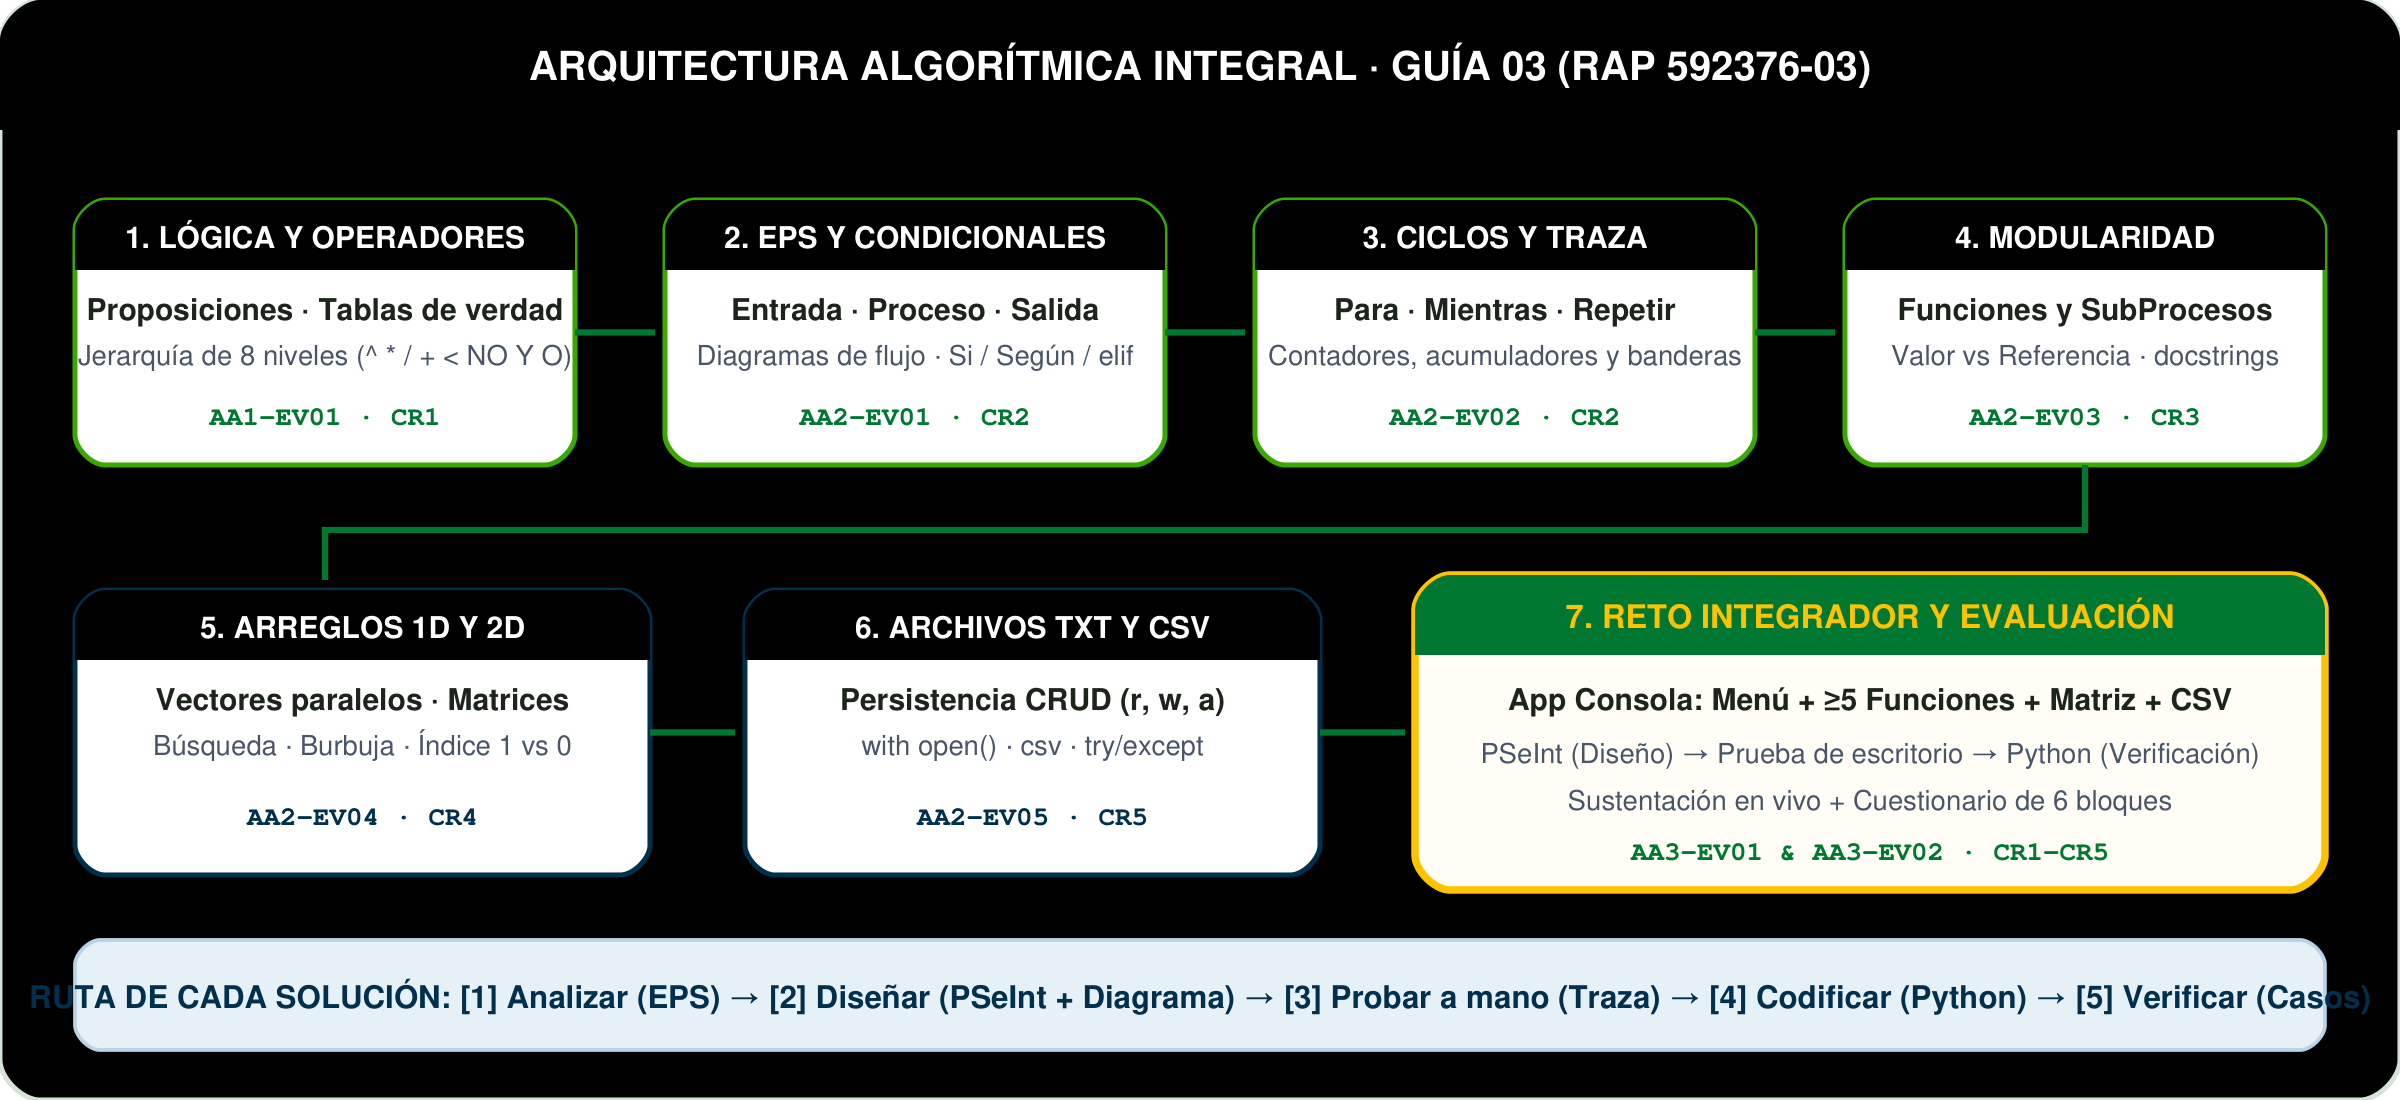 ARQUITECTURA ALGORÍTMICA INTEGRAL · GUÍA 03 (RAP 592376-03)
1. LÓGICA Y OPERADORES
Proposiciones · Tablas de verdad
Jerarquía de 8 niveles (^ * / + < NO Y O)
AA1–EV01 · CR1
2. EPS Y CONDICIONALES
Entrada · Proceso · Salida
Diagramas de flujo · Si / Según / elif
AA2–EV01 · CR2
3. CICLOS Y TRAZA
Para · Mientras · Repetir
Contadores, acumuladores y banderas
AA2–EV02 · CR2
4. MODULARIDAD
Funciones y SubProcesos
Valor vs Referencia · docstrings
AA2–EV03 · CR3
5. ARREGLOS 1D Y 2D
Vectores paralelos · Matrices
Búsqueda · Burbuja · Índice 1 vs 0
AA2–EV04 · CR4
6. ARCHIVOS TXT Y CSV
Persistencia CRUD (r, w, a)
with open() · csv · try/except
AA2–EV05 · CR5
7. RETO INTEGRADOR Y EVALUACIÓN
App Consola: Menú + ≥5 Funciones + Matriz + CSV
PSeInt (Diseño) → Prueba de escritorio → Python (Verificación)
Sustentación en vivo + Cuestionario de 6 bloques
AA3–EV01 & AA3–EV02 · CR1–CR5
RUTA DE CADA SOLUCIÓN: [1] Analizar (EPS) → [2] Diseñar (PSeInt + Diagrama) → [3] Probar a mano (Traza) → [4] Codificar (Python) → [5] Verificar (Casos)